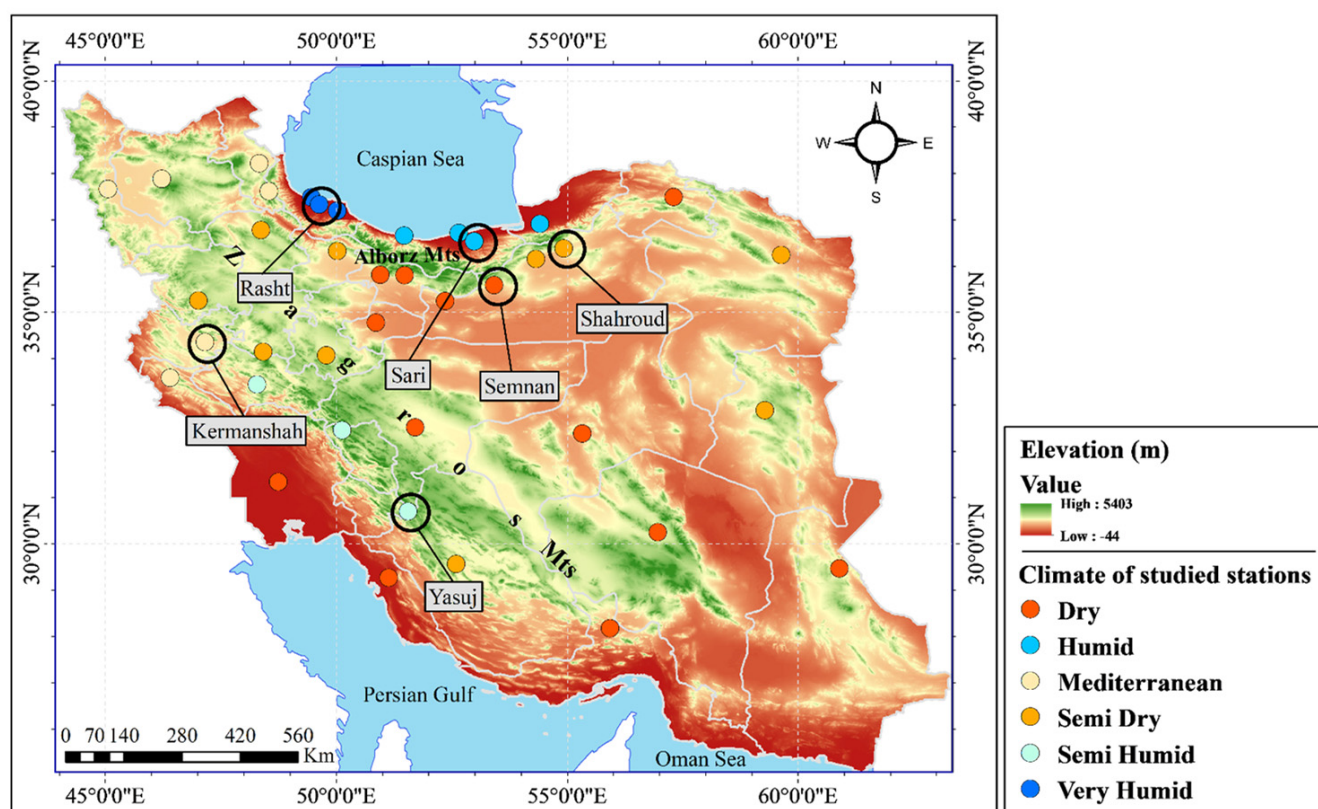 45°0'0"E 50°0'0"E 55°0'0"E 60°0'0"E
40°0'0"N
40°0'0"N
N
W E
S
Caspian Sea
Z
a
g
r
o
s
Mts
Alborz Mts
Rasht
Shahroud
35°0'0"N
35°0'0"N
Sari
Semnan
Kermanshah
30°0'0"N
30°0'0"N
Yasuj
Persian Gulf
Oman Sea
0 70 140 280 420 560
Km
45°0'0"E 50°0'0"E 55°0'0"E 60°0'0"E
Elevation (m)
Value
High : 5403
Low : -44
Climate of studied stations
Dry
Humid
Mediterranean
Semi Dry
Semi Humid
Very Humid